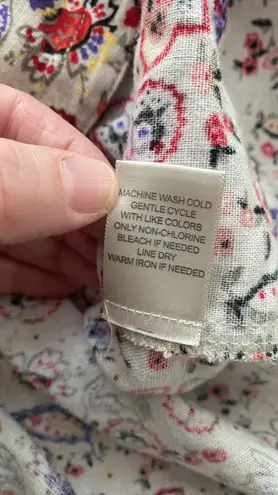 MACHINE WASH COLD
GENTLE CYCLE
WITH LIKE COLORS
ONLY NON-CHLORINE
BLEACH IF NEEDED
LINE DRY
WARM IRON IF NEEDED